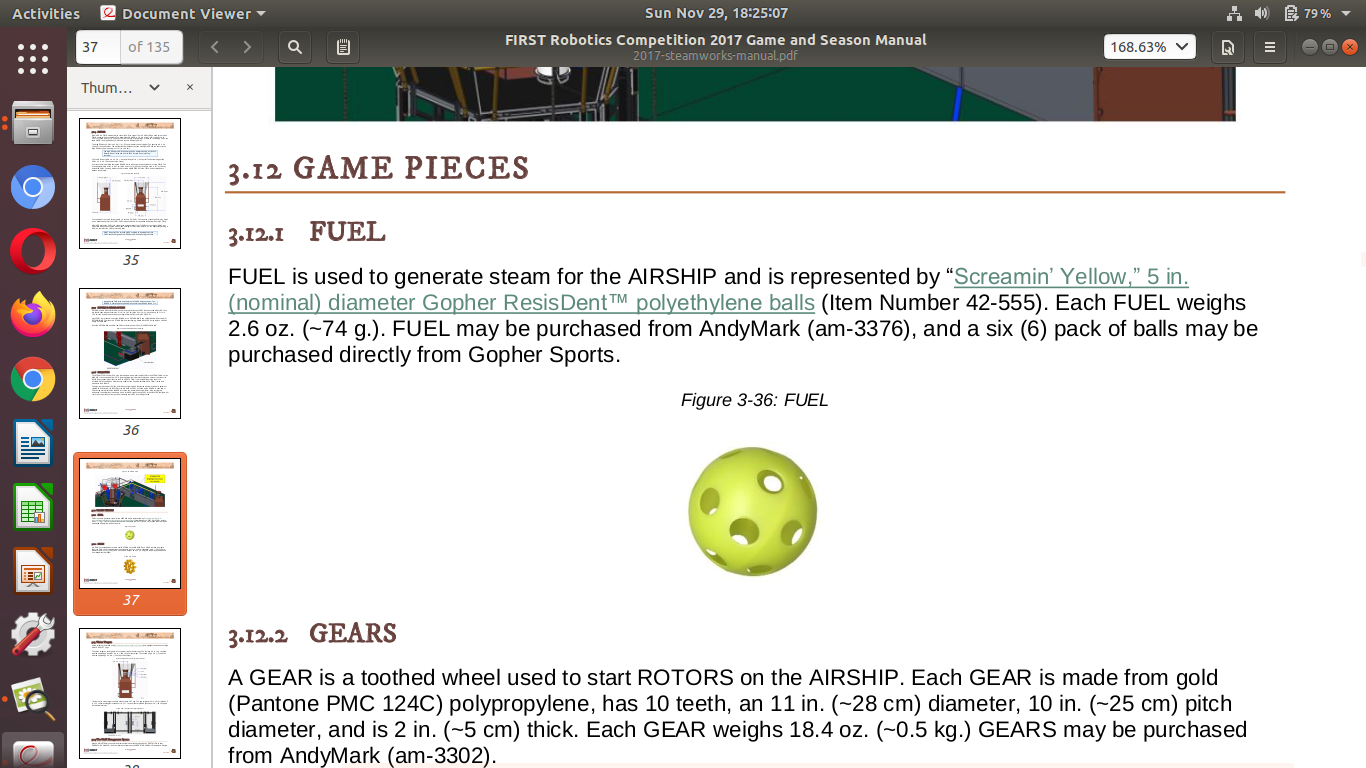 Activities
Document Viewer
Sun Nov 29, 18:25:07
79 %
37
of 135
FIRST Robotics Competition 2017 Game and Season Manual
2017-steamworks-manual.pdf
168.63%
Thum…
35
36
37
38
3.12 GAME PIECES
3.12.1 FUEL
FUEL is used to generate steam for the AIRSHIP and is represented by “Screamin’ Yellow,” 5 in.
(nominal) diameter Gopher ResisDent™ polyethylene balls (Item Number 42-555). Each FUEL weighs
2.6 oz. (~74 g.). FUEL may be purchased from AndyMark (am-3376), and a six (6) pack of balls may be
purchased directly from Gopher Sports.
Figure 3-36: FUEL
3.12.2 GEARS
A GEAR is a toothed wheel used to start ROTORS on the AIRSHIP. Each GEAR is made from gold
(Pantone PMC 124C) polypropylene, has 10 teeth, an 11 in. (~28 cm) diameter, 10 in. (~25 cm) pitch
diameter, and is 2 in. (~5 cm) thick. Each GEAR weighs 18.4 oz. (~0.5 kg.) GEARS may be purchased
from AndyMark (am-3302).